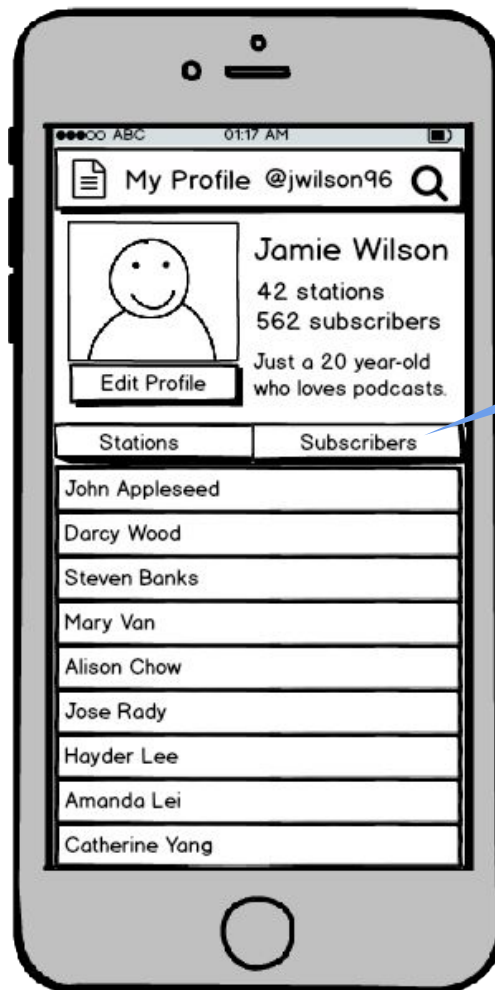 ABC 01:17 AM
My Profile @jwilson96
Jamie Wilson
42 stations
562 subscribers
Just a 20 year-old
who loves podcasts.
Edit Profile
Stations Subscribers
John Appleseed
Darcy Wood
Steven Banks
Mary Van
Alison Chow
Jose Rady
Hayder Lee
Amanda Lei
Catherine Yang